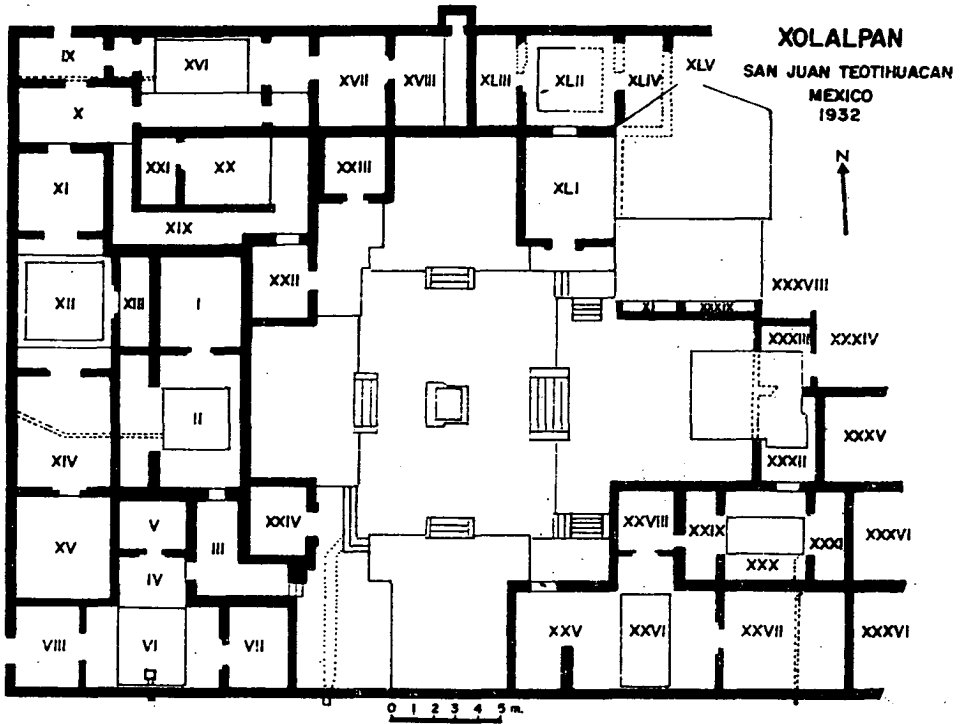 XOLALPAN
SAN JUAN TEOTIHUACAN
MEXICO
1932
N
IX
XVI
XVII
XVIII
XLIII
XLII
XLIV
XLV
X
XXI
XX
XXIII
XI
XLI
XIX
XXII
XII
XIII
I
XXXVIII
XI
XXXIX
XXXIII
XXXIV
II
XXXV
XIV
XXXII
XV
V
III
XXIV
XXVIII
XXIX
XXXI
XXXVI
IV
XXX
VIII
VI
VII
XXV
XXVI
XXVII
XXXVI
0 1 2 3 4 5 m.